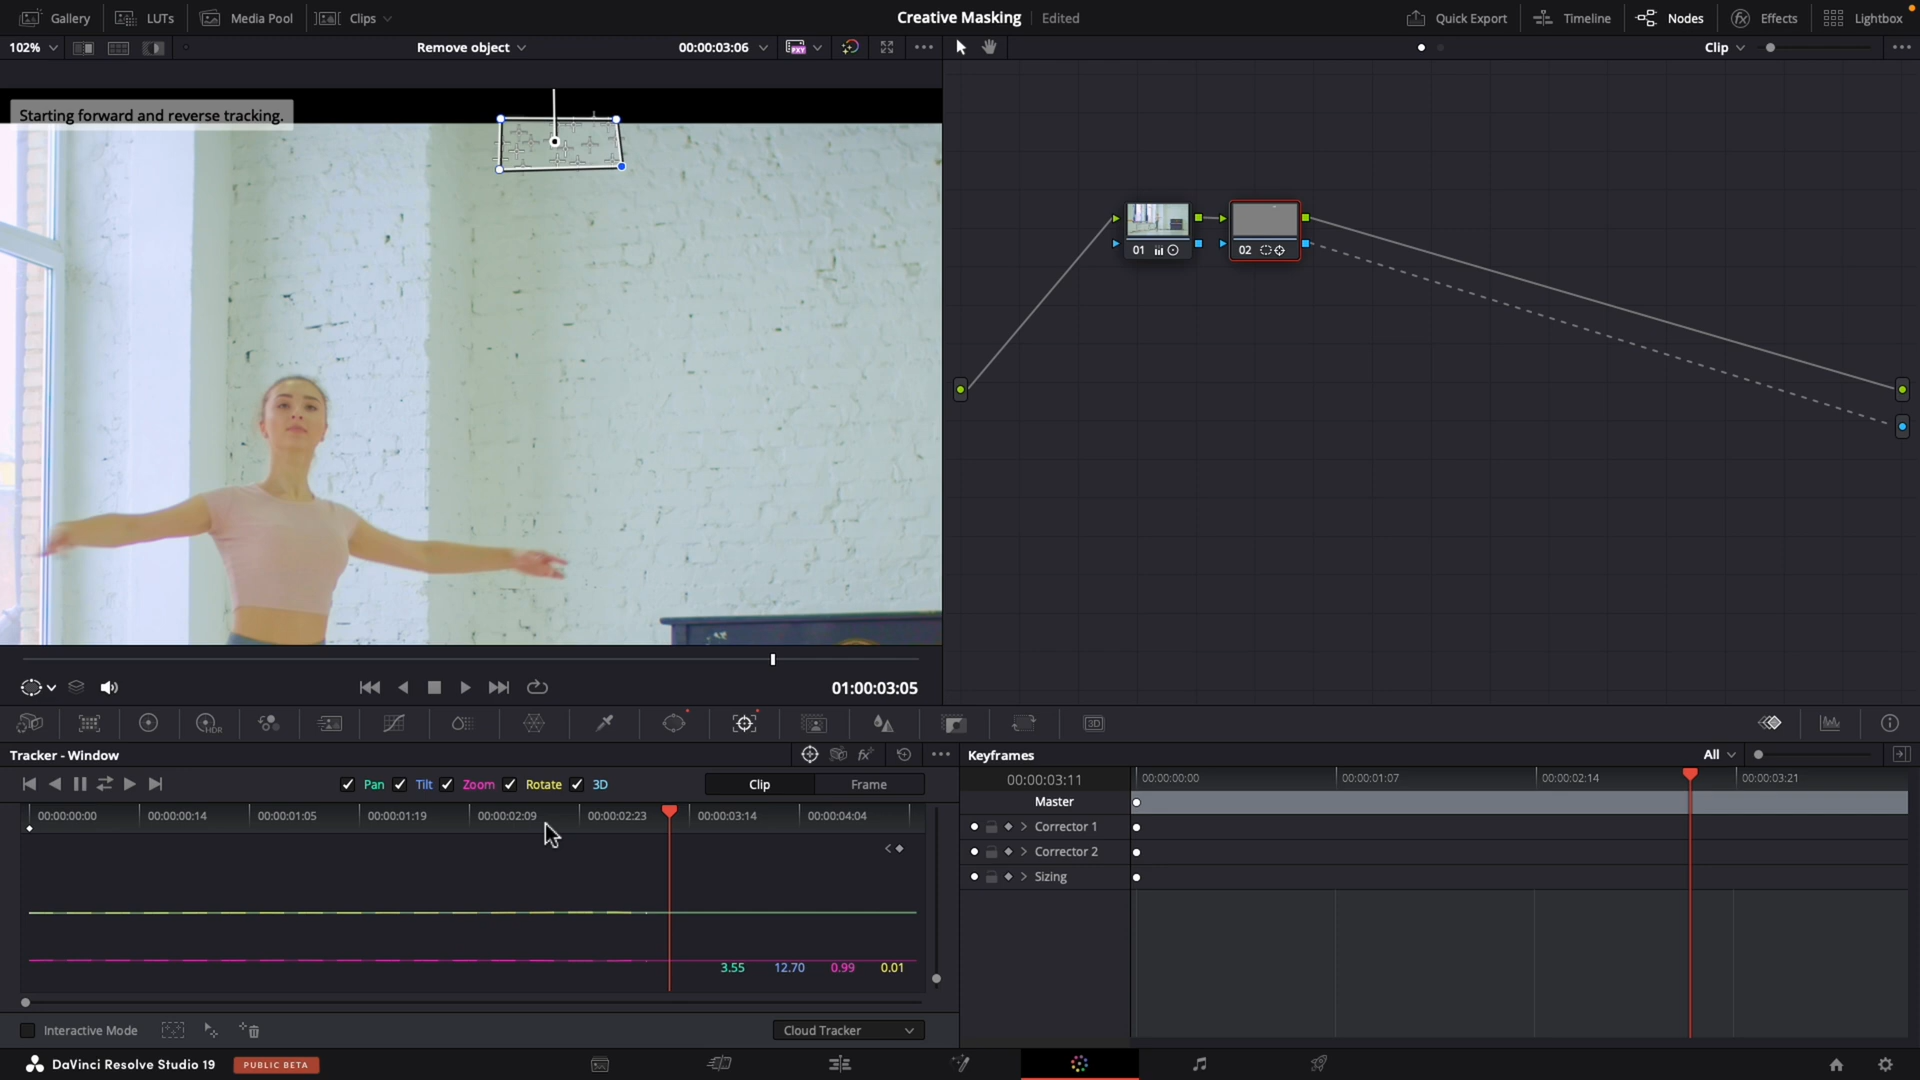 Gallery LUTs Media Pool Clips Creative Masking Edited Quick Export Timeline Nodes Effects Lightbox
102% Remove object 00:00:03:06 Clip
Starting forward and reverse tracking.
01 02
01:00:03:05
Tracker - Window Keyframes All
Pan Tilt Zoom Rotate 3D Clip Frame
00:00:03:11 00:00:00:00 00:00:01:07 00:00:02:14 00:00:03:21
Master
00:00:00:00 00:00:00:14 00:00:01:05 00:00:01:19 00:00:02:09 00:00:02:23 00:00:03:14 00:00:04:04
Corrector 1
Corrector 2
Sizing
3.55 12.70 0.99 0.01
Interactive Mode Cloud Tracker
DaVinci Resolve Studio 19 PUBLIC BETA